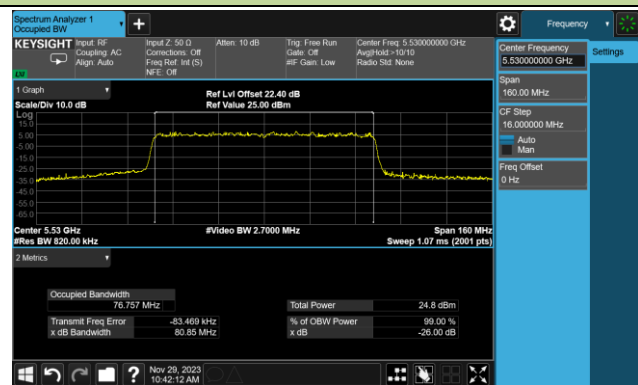 Spectrum Analyzer 1
Occupied BW
+
Frequency
KEYSIGHT
Input: RF
Coupling: AC
Align: Auto
Input Z: 50 Ω
Corrections: Off
Freq Ref: Int (S)
NFE: Off
Atten: 10 dB
Trig: Free Run
Gate: Off
#IF Gain: Low
Center Freq: 5.530000000 GHz
Avg|Hold:>10/10
Radio Std: None
Center Frequency
5.530000000 GHz
Settings
Span
160.00 MHz
CF Step
16.000000 MHz
Auto
Man
Freq Offset
0 Hz
1 Graph
Scale/Div 10.0 dB
Ref Lvl Offset 22.40 dB
Ref Value 25.00 dBm
Log
15.0
5.00
-5.00
-15.0
-25.0
-35.0
-45.0
-55.0
-65.0
Center 5.53 GHz
#Video BW 2.7000 MHz
Span 160 MHz
#Res BW 820.00 kHz
Sweep 1.07 ms (2001 pts)
2 Metrics
Occupied Bandwidth
76.757 MHz
Total Power 24.8 dBm
Transmit Freq Error -83.469 kHz
% of OBW Power 99.00 %
x dB Bandwidth 80.85 MHz
x dB -26.00 dB
?
Nov 29, 2023
10:42:12 AM